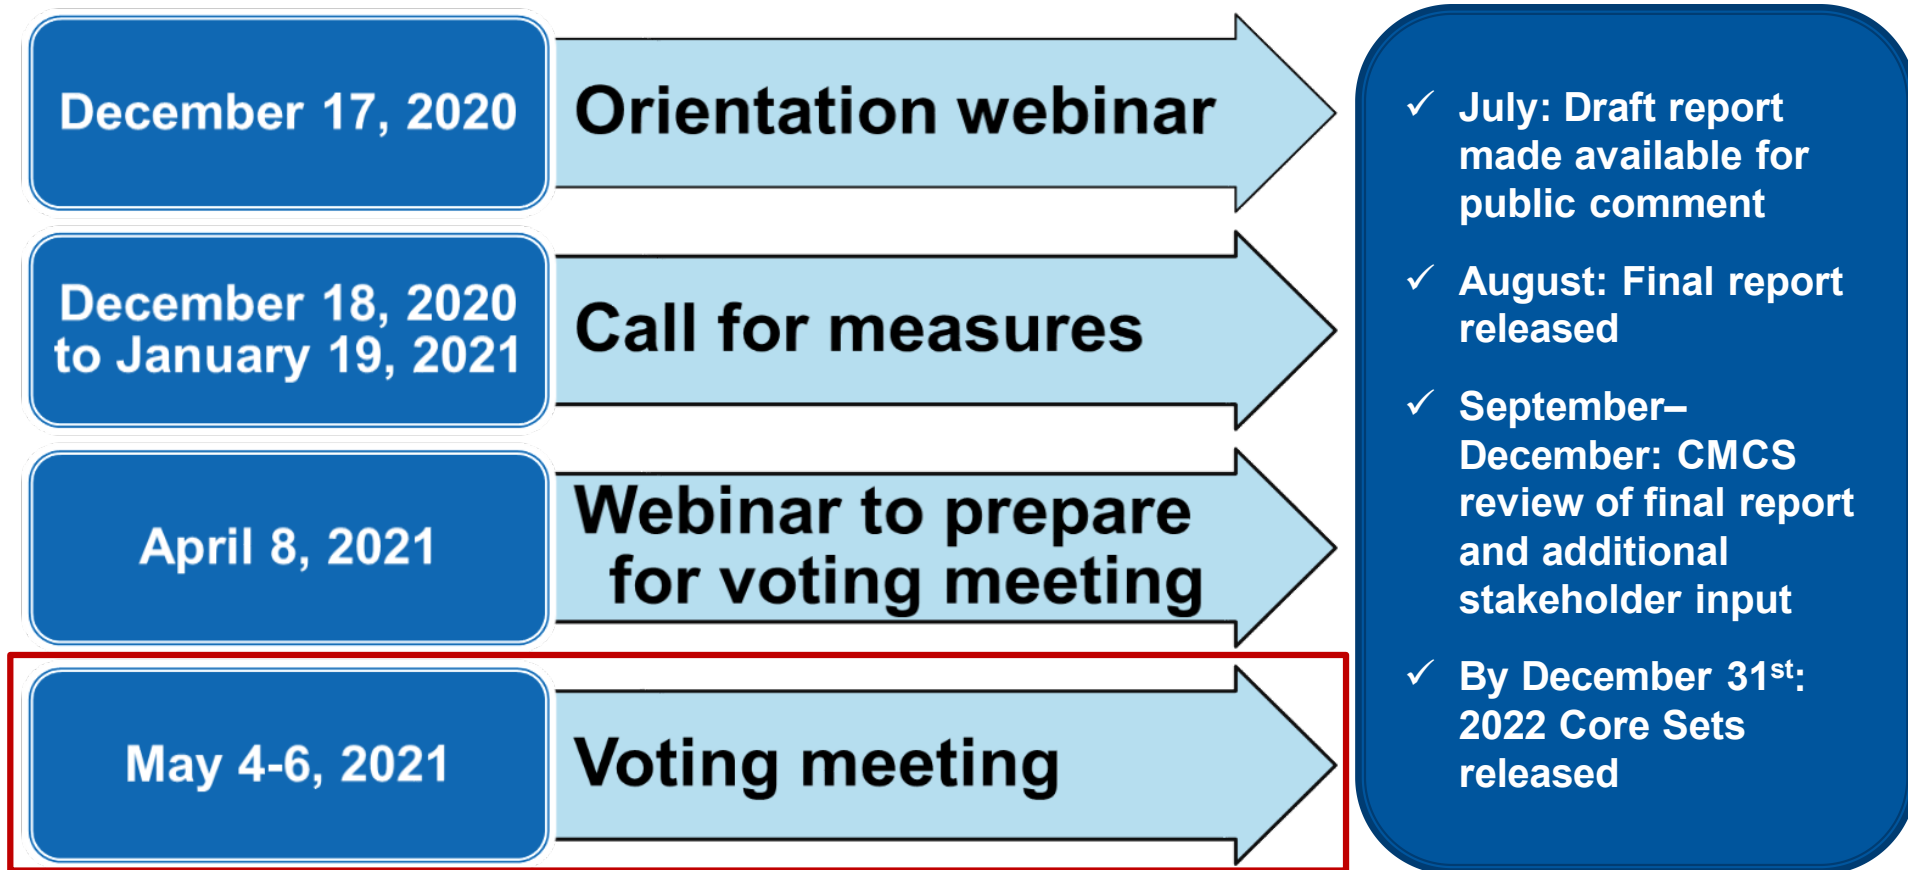 December 17, 2020
Orientation webinar
December 18, 2020
to January 19, 2021
Call for measures
April 8, 2021
Webinar to prepare
for voting meeting
May 4-6, 2021
Voting meeting
✓ July: Draft report
made available for
public comment
✓ August: Final report
released
✓ September–
December: CMCS
review of final report
and additional
stakeholder input
✓ By December 31st:
2022 Core Sets
released